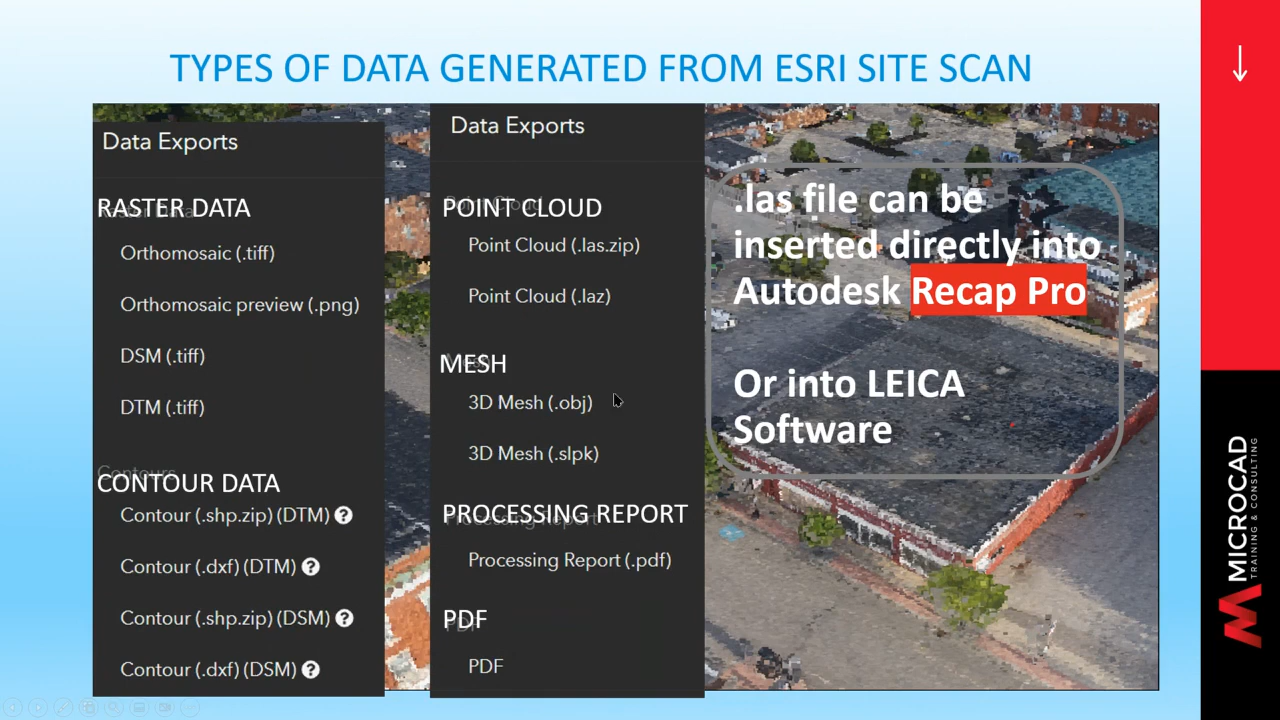 TYPES OF DATA GENERATED FROM ESRI SITE SCAN
Data Exports
RASTER DATA
Orthomosaic (.tiff)
Orthomosaic preview (.png)
DSM (.tiff)
DTM (.tiff)
Contours
CONTOUR DATA
Contour (.shp.zip) (DTM) ?
Contour (.dxf) (DTM) ?
Contour (.shp.zip) (DSM) ?
Contour (.dxf) (DSM) ?
Data Exports
POINT CLOUD
Point Cloud (.las.zip)
Point Cloud (.laz)
MESH
3D Mesh (.obj)
3D Mesh (.slpk)
PROCESSING REPORT
Processing Report
Processing Report (.pdf)
PDF
PDF
PDF
.las file can be
inserted directly into
Autodesk Recap Pro
Or into LEICA
Software
MICROCAD
TRAINING & CONSULTING